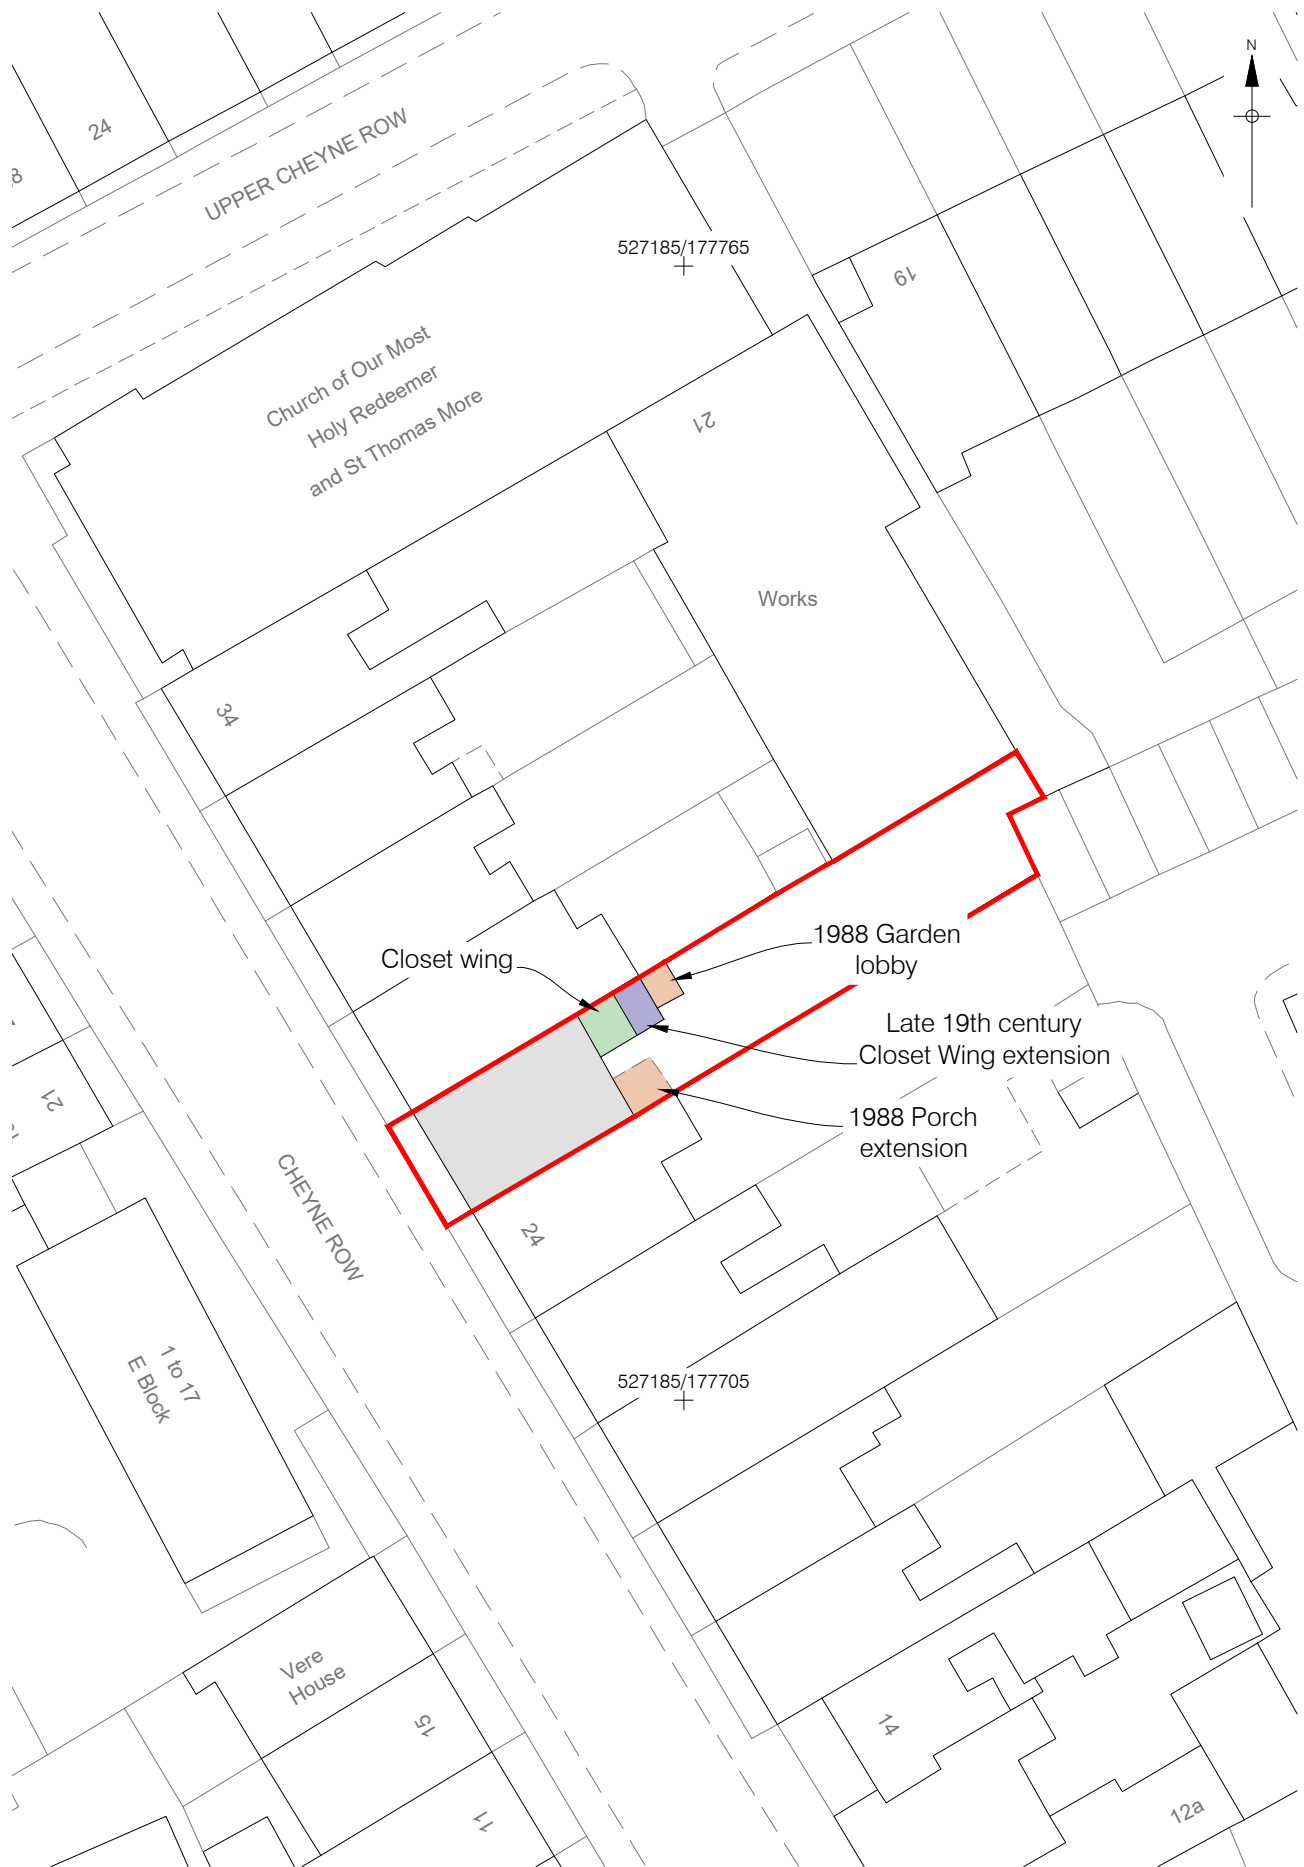 N
24
UPPER CHEYNE ROW
527185/177765
19
Church of Our Most
Holy Redeemer
and St Thomas More
21
Works
34
1988 Garden
lobby
Closet wing
Late 19th century
Closet Wing extension
21
1988 Porch
extension
CHEYNE ROW
24
1 to 17
E Block
527185/177705
Vere
House
15
14
11
12a